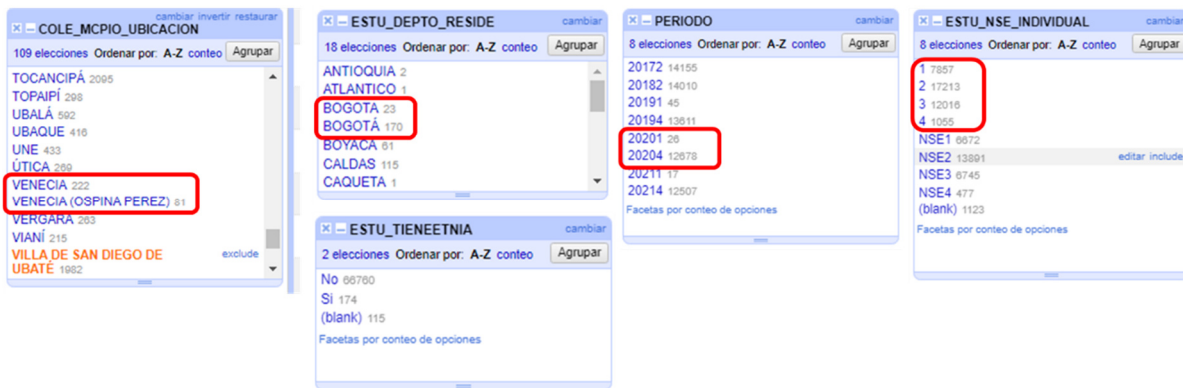 cambiar invertir restaurar
COLE_MCPIO_UBICACION
109 elecciones Ordenar por: A-Z conteo Agrupar
TOCANCIPÁ 2095
TOPAIPÍ 298
UBALÁ 592
UBAQUE 416
UNE 433
ÚTICA 269
VENECIA 222
VENECIA (OSPINA PEREZ) 81
VERGARA 263
VIANÍ 215
VILLA DE SAN DIEGO DE exclude
UBATÉ 1982
ESTU_DEPTO_RESIDE cambiar
18 elecciones Ordenar por: A-Z conteo Agrupar
ANTIOQUIA 2
ATLANTICO 1
BOGOTA 23
BOGOTÁ 170
BOYACA 61
CALDAS 115
CAQUETA 1
ESTU_TIENEETNIA cambiar
2 elecciones Ordenar por: A-Z conteo Agrupar
No 66760
Si 174
(blank) 115
Facetas por conteo de opciones
PERIODO cambiar
8 elecciones Ordenar por: A-Z conteo Agrupar
20172 14155
20182 14010
20191 45
20194 13611
20201 26
20204 12678
20211 17
20214 12507
Facetas por conteo de opciones
ESTU_NSE_INDIVIDUAL cambiar
8 elecciones Ordenar por: A-Z conteo Agrupar
1 7857
2 17213
3 12016
4 1055
NSE1 6672
NSE2 13891 editar include
NSE3 6745
NSE4 477
(blank) 1123
Facetas por conteo de opciones